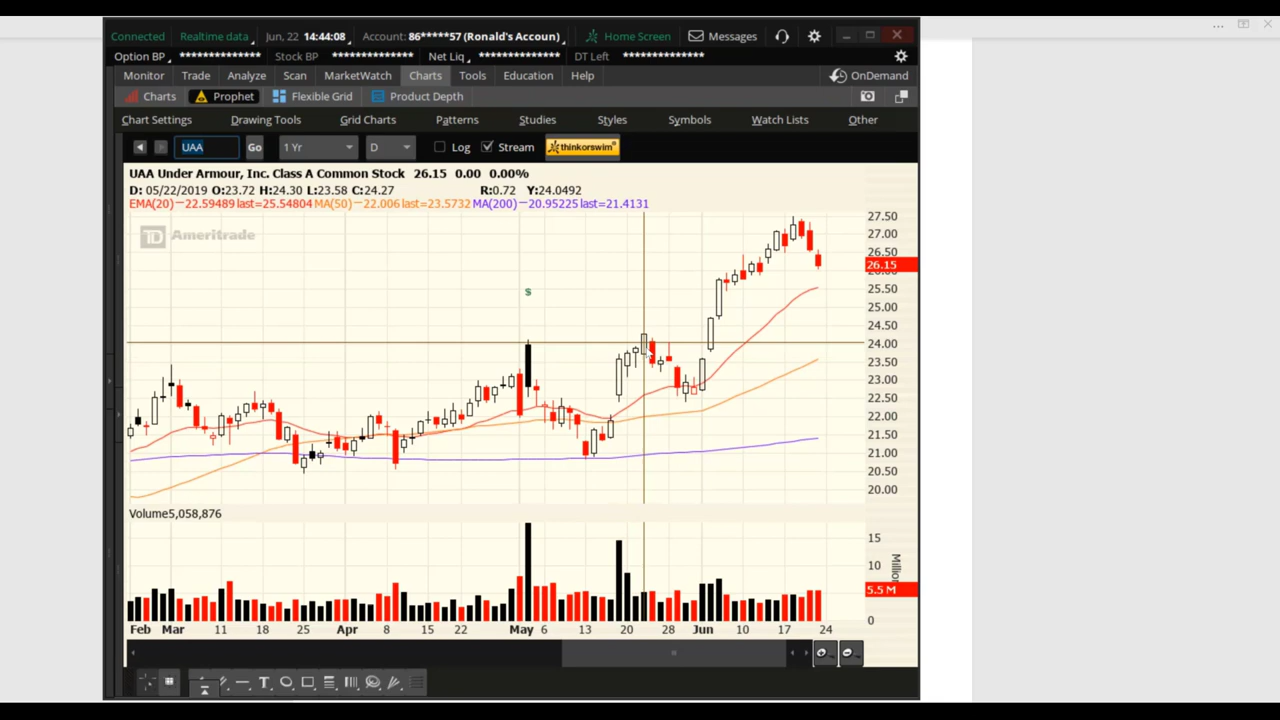 Connected Realtime data Jun, 22 14:44:08 Account: 86*****57 (Ronald's Accoun) Home Screen Messages
Option BP ************** Stock BP ************** Net Liq ************** DT Left **************
Monitor Trade Analyze Scan MarketWatch Charts Tools Education Help OnDemand
Charts Prophet Flexible Grid Product Depth
Chart Settings Drawing Tools Grid Charts Patterns Studies Styles Symbols Watch Lists Other
UAA Go 1 Yr D Log Stream thinkorswim
UAA Under Armour, Inc. Class A Common Stock 26.15 0.00 0.00%
D: 05/22/2019 O:23.72 H:24.30 L:23.58 C:24.27 R:0.72 Y:24.0492
EMA(20)—22.59489 last=25.54804 MA(50)—22.006 last=23.5732 MA(200)—20.95225 last=21.4131
27.50
TD Ameritrade
27.00
26.50
26.15
25.50
$
25.00
24.50
24.00
23.50
23.00
22.50
22.00
21.50
21.00
20.50
20.00
Volume5,058,876
15
10
Million
5.5 M
0
Feb Mar 11 18 25 Apr 8 15 22 May 6 13 20 28 Jun 10 17 24
T